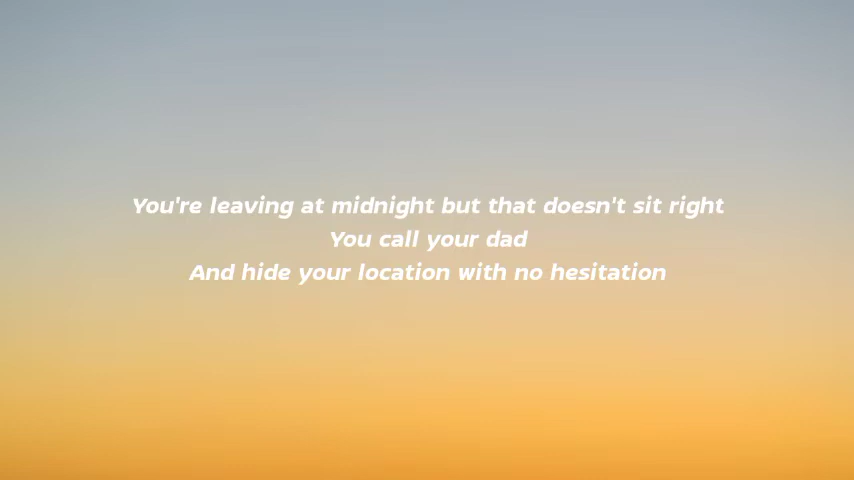 You're leaving at midnight but that doesn't sit right
You call your dad
And hide your location with no hesitation